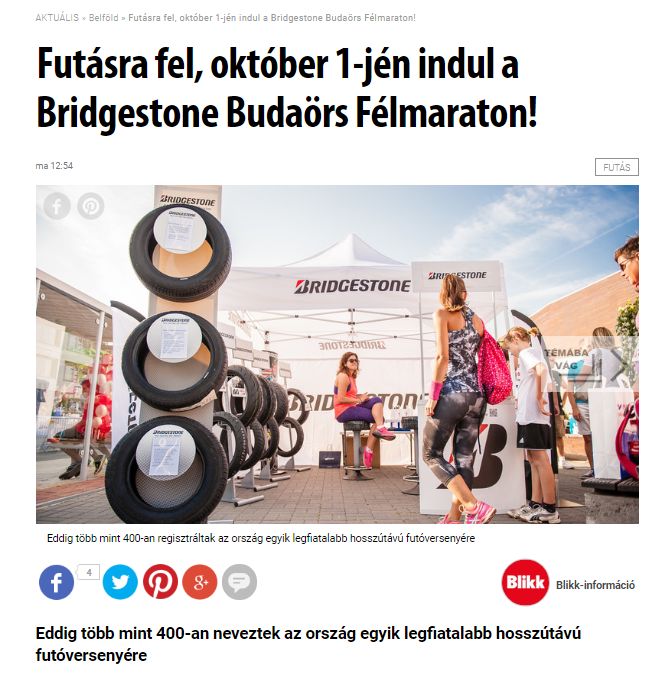 AKTUÁLIS » Belföld » Futásra fel, október 1-jén indul a Bridgestone Budaörs Félmaraton!
Futásra fel, október 1-jén indul a
Bridgestone Budaörs Félmaraton!
ma 12:54
FUTÁS
BRIDGESTONE
BRIDGESTONE
BRIDGESTONE
BRIDGESTONE
BRIDGESTONE
BRIDGESTONE
BRIDGESTONE
TÉMÁBA
VÁG
B
Eddig több mint 400-an regisztráltak az ország egyik legfiatalabb hosszútávú futóversenyére
4
Blikk
Blikk-információ
Eddig több mint 400-an neveztek az ország egyik legfiatalabb hosszútávú
futóversenyére